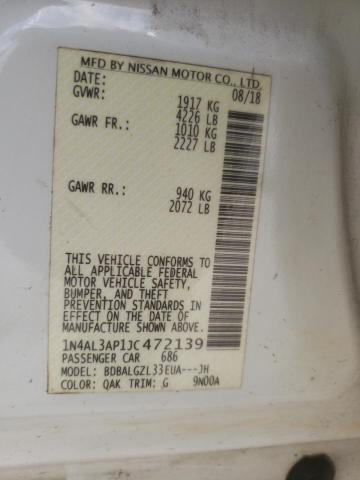 MFD BY NISSAN MOTOR CO., LTD.
DATE: 08/18
GVWR: 1917 KG
4226 LB
GAWR FR.: 1010 KG
2227 LB
GAWR RR.: 940 KG
2072 LB
THIS VEHICLE CONFORMS TO
ALL APPLICABLE FEDERAL
MOTOR VEHICLE SAFETY,
BUMPER, AND THEFT
PREVENTION STANDARDS IN
EFFECT ON THE DATE OF
MANUFACTURE SHOWN ABOVE.
1N4AL3AP1JC472139
PASSENGER CAR 686
MODEL: BDBALGZL33EUA---JH
COLOR: QAK TRIM: G 9N00A